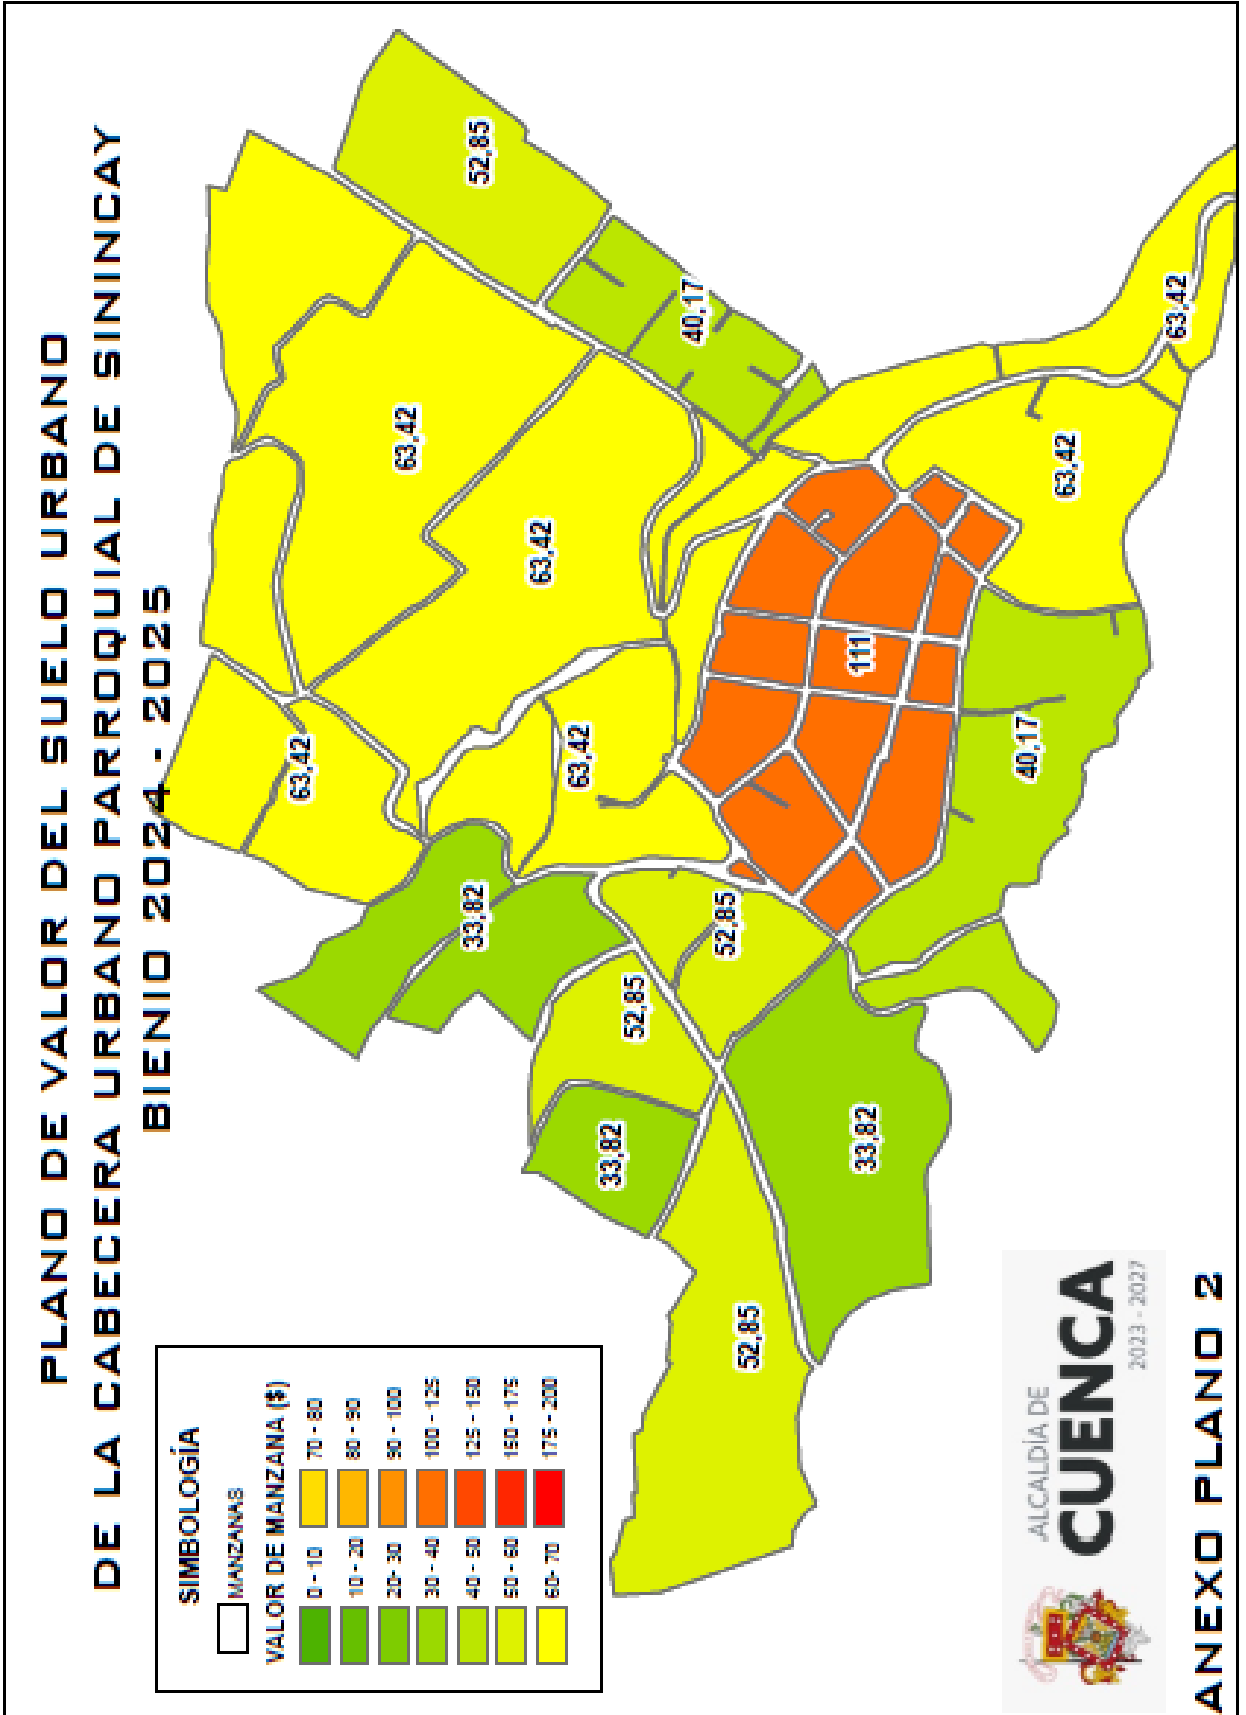 PLANO DE VALOR DEL SUELO URBANO
DE LA CABECERA URBANO PARROQUIAL DE SININCAY
BIENIO 2024 - 2025
SIMBOLOGÍA
MANZANAS
VALOR DE MANZANA ($)
0 - 10
70 - 80
10 - 20
80 - 90
20- 30
90 - 100
30 - 40
100 - 125
40 - 50
125 - 150
50 - 60
150 - 175
60- 70
175 - 200
63,42
33,82
63,42
52,85
63,42
63,42
33,82
52,85
52,85
40,17
52,85
33,82
111
40,17
63,42
63,42
ALCALDÍA DE
CUENCA
2023 - 2027
ANEXO PLANO 2